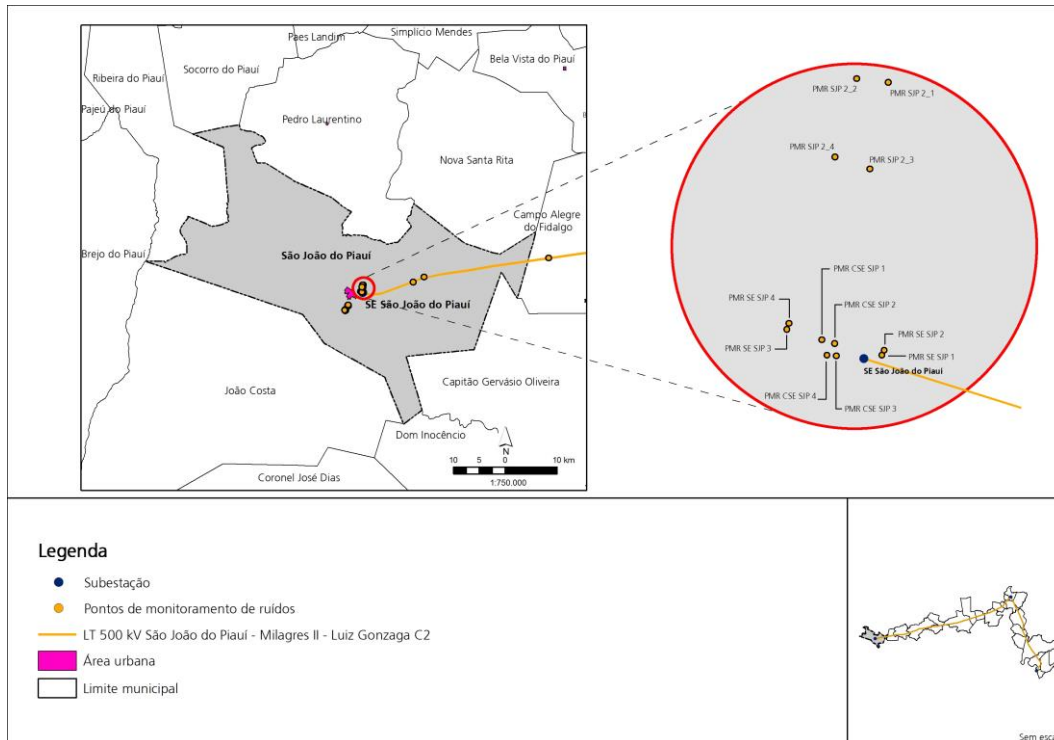 Paes Landim
Simplício Mendes
Socorro do Piauí
Bela Vista do Piauí
Ribeira do Piauí
Pajeú do Piauí
Pedro Laurentino
Nova Santa Rita
Campo Alegre
do Fidalgo
Brejo do Piauí
São João do Piauí
SE São João do Piauí
João Costa
Capitão Gervásio Oliveira
Dom Inocêncio
Coronel José Dias
N
10 5 0 10 km
1:750.000
PMR SJP 2_2
PMR SJP 2_1
PMR SJP 2_4
PMR SJP 2_3
PMR CSE SJP 1
PMR SE SJP 4
PMR CSE SJP 2
PMR SE SJP 3
PMR SE SJP 2
PMR SE SJP 1
SE São João do Piauí
PMR CSE SJP 4
PMR CSE SJP 3
Legenda
Subestação
Pontos de monitoramento de ruídos
LT 500 kV São João do Piauí - Milagres II - Luiz Gonzaga C2
Área urbana
Limite municipal
Sem esca